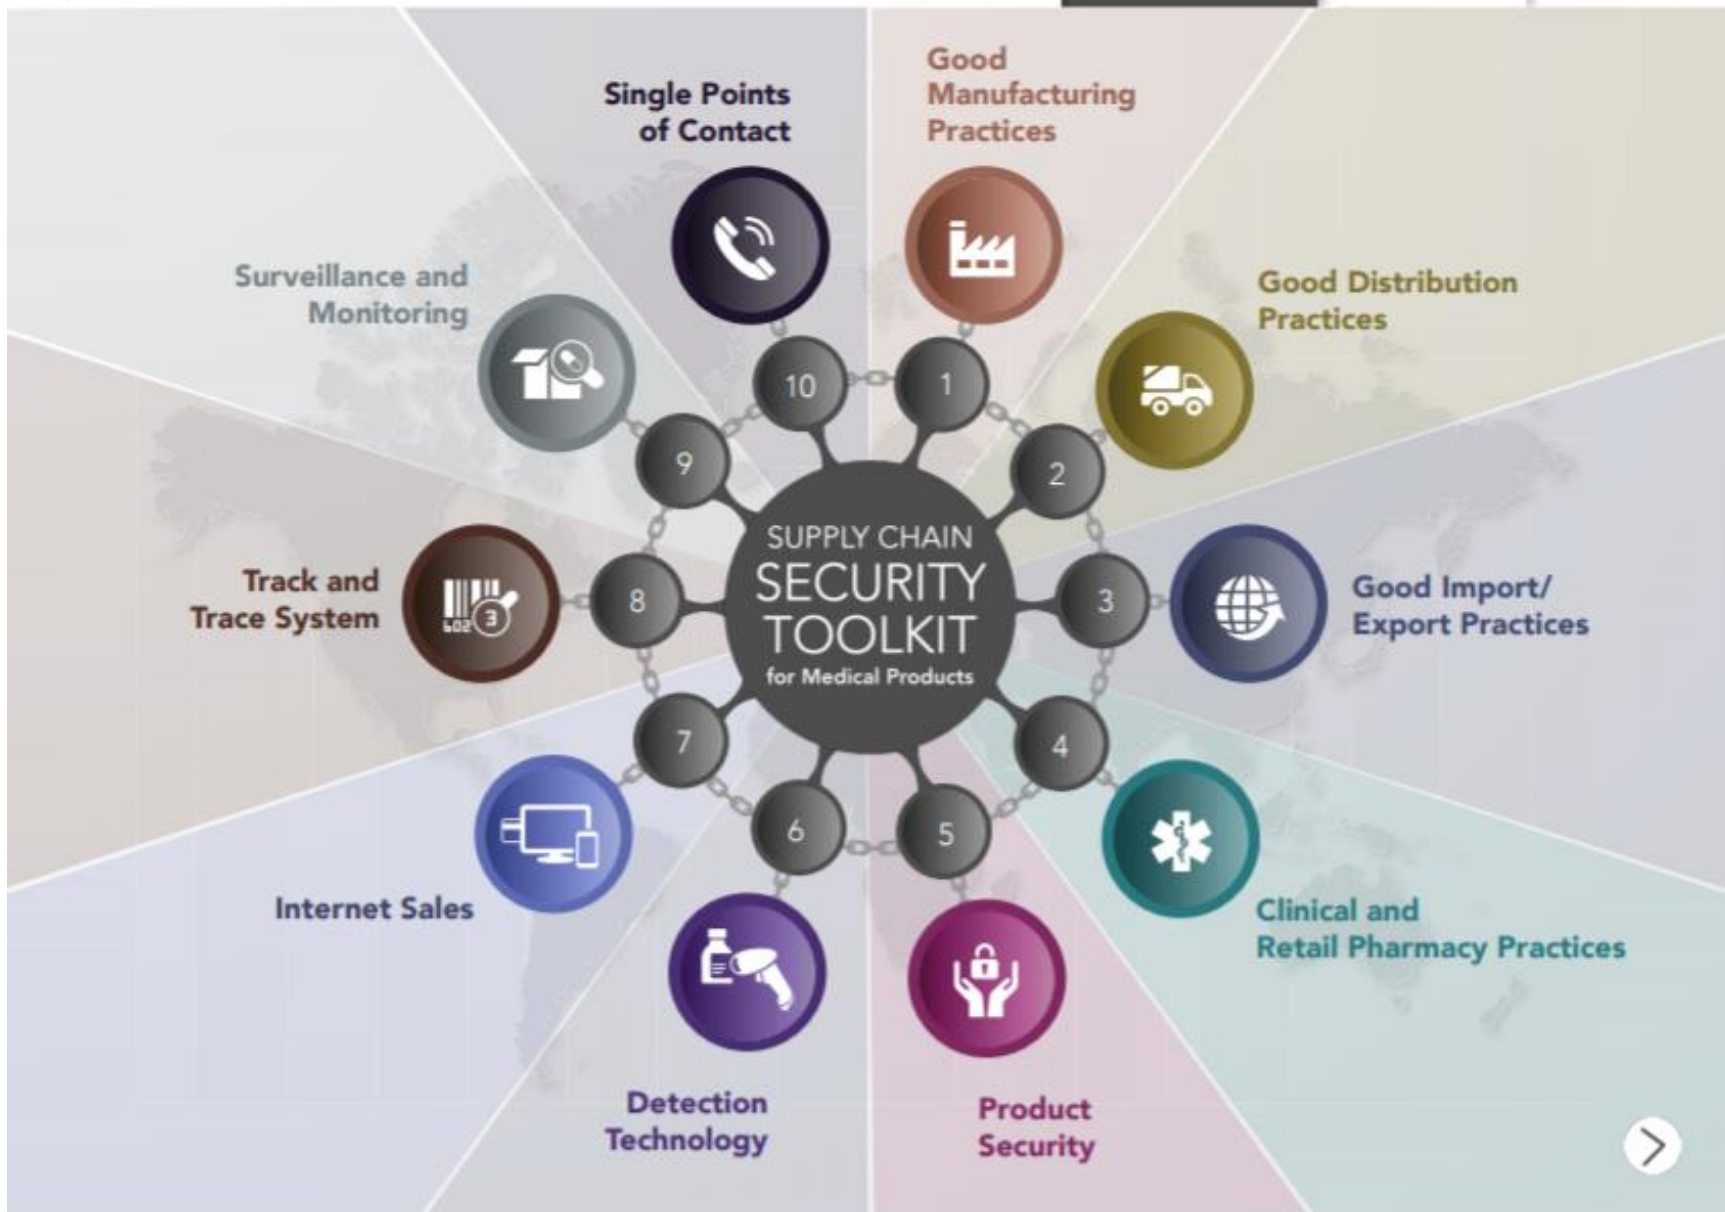 Single Points
of Contact
Good
Manufacturing
Practices
Good Distribution
Practices
Good Import/
Export Practices
Clinical and
Retail Pharmacy Practices
Product
Security
Detection
Technology
Internet Sales
Track and
Trace System
Surveillance and
Monitoring
10
1
2
3
4
5
6
7
8
9
SUPPLY CHAIN
SECURITY
TOOLKIT
for Medical Products
602
3